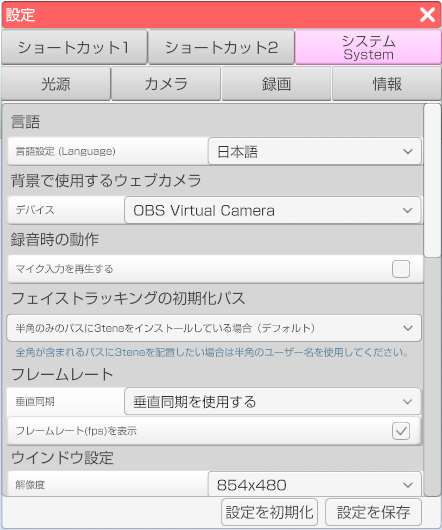 設定
ショートカット1 ショートカット2 システム
System
光源 カメラ 録画 情報
言語
言語設定 (Language) 日本語
背景で使用するウェブカメラ
デバイス OBS Virtual Camera
録音時の動作
マイク入力を再生する
フェイストラッキングの初期化パス
半角のみのパスに3teneをインストールしている場合（デフォルト）
全角が含まれるパスに3teneを配置したい場合は半角のユーザー名を使用してください。
フレームレート
垂直同期 垂直同期を使用する
フレームレート(fps)を表示
ウインドウ設定
解像度 854x480
設定を初期化 設定を保存